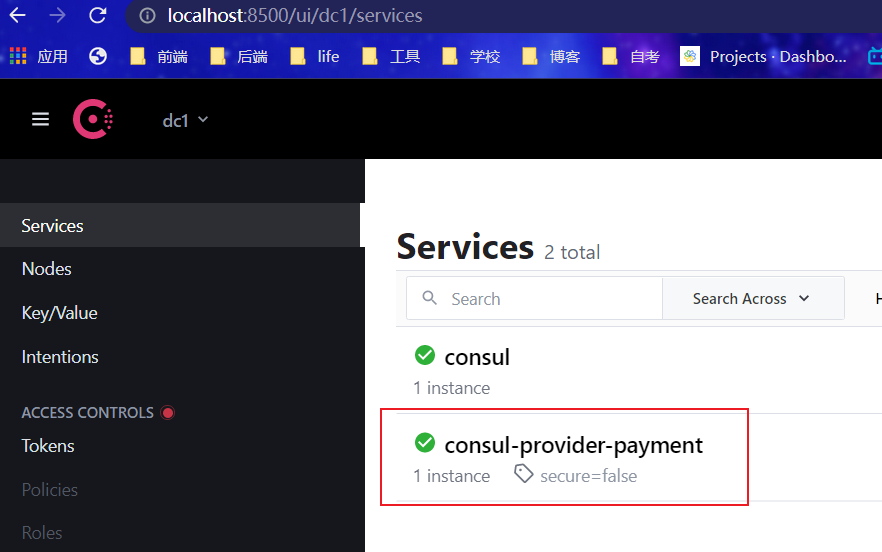 localhost:8500/ui/dc1/services
应用 前端 后端 life 工具 学校 博客 自考 Projects · Dashbo...
dc1
Services
Nodes
Key/Value
Intentions
ACCESS CONTROLS
Tokens
Policies
Roles
Services 2 total
Search Search Across
consul
1 instance
consul-provider-payment
1 instance secure=false